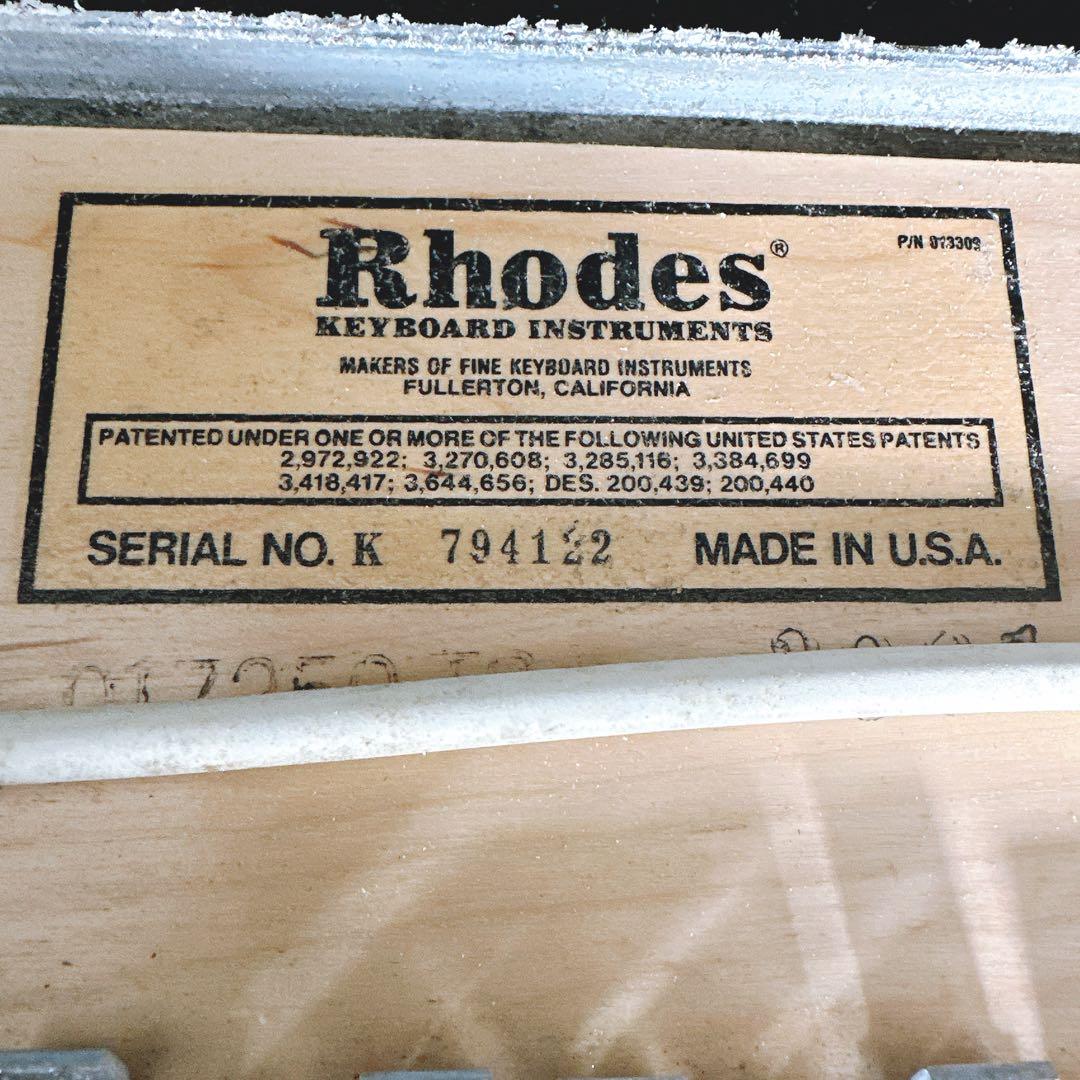 Rhodes®
P/N 013309
KEYBOARD INSTRUMENTS
MAKERS OF FINE KEYBOARD INSTRUMENTS
FULLERTON, CALIFORNIA
PATENTED UNDER ONE OR MORE OF THE FOLLOWING UNITED STATES PATENTS
2,972,922; 3,270,608; 3,285,116; 3,384,699
3,418,417; 3,644,656; DES. 200,439; 200,440
SERIAL NO. K 794122 MADE IN U.S.A.